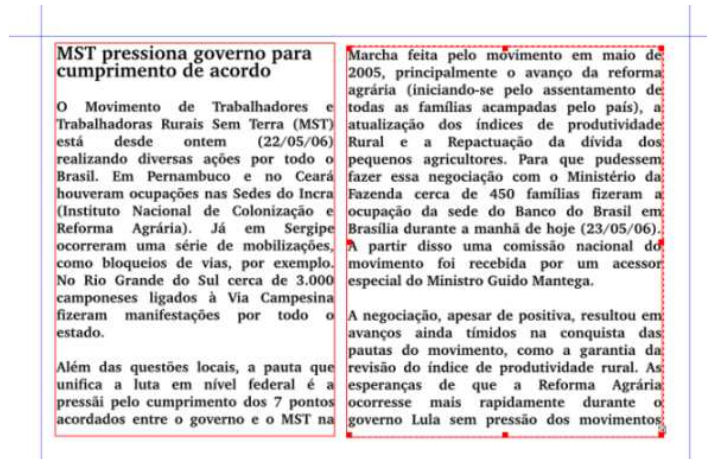 MST pressiona governo para
cumprimento de acordo
O Movimento de Trabalhadores e
Trabalhadoras Rurais Sem Terra (MST)
está desde ontem (22/05/06)
realizando diversas ações por todo o
Brasil. Em Pernambuco e no Ceará
houveram ocupações nas Sedes do Incra
(Instituto Nacional de Colonização e
Reforma Agrária). Já em Sergipe
ocorreram uma série de mobilizações,
como bloqueios de vias, por exemplo.
No Rio Grande do Sul cerca de 3.000
camponeses ligados à Via Campesina
fizeram manifestações por todo o
estado.
Além das questões locais, a pauta que
unifica a luta em nível federal é a
pressãi pelo cumprimento dos 7 pontos
acordados entre o governo e o MST na
Marcha feita pelo movimento em maio de
2005, principalmente o avanço da reforma
agrária (iniciando-se pelo assentamento de
todas as famílias acampadas pelo país), a
atualização dos índices de produtividade
Rural e a Repactuação da dívida dos
pequenos agricultores. Para que pudessem
fazer essa negociação com o Ministério da
Fazenda cerca de 450 famílias fizeram a
ocupação da sede do Banco do Brasil em
Brasília durante a manhã de hoje (23/05/06).
A partir disso uma comissão nacional do
movimento foi recebida por um acessor
especial do Ministro Guido Mantega.
A negociação, apesar de positiva, resultou em
avanços ainda tímidos na conquista das
pautas do movimento, como a garantia da
revisão do índice de produtividade rural. As
esperanças de que a Reforma Agrária
ocorresse mais rapidamente durante o
governo Lula sem pressão dos movimentos